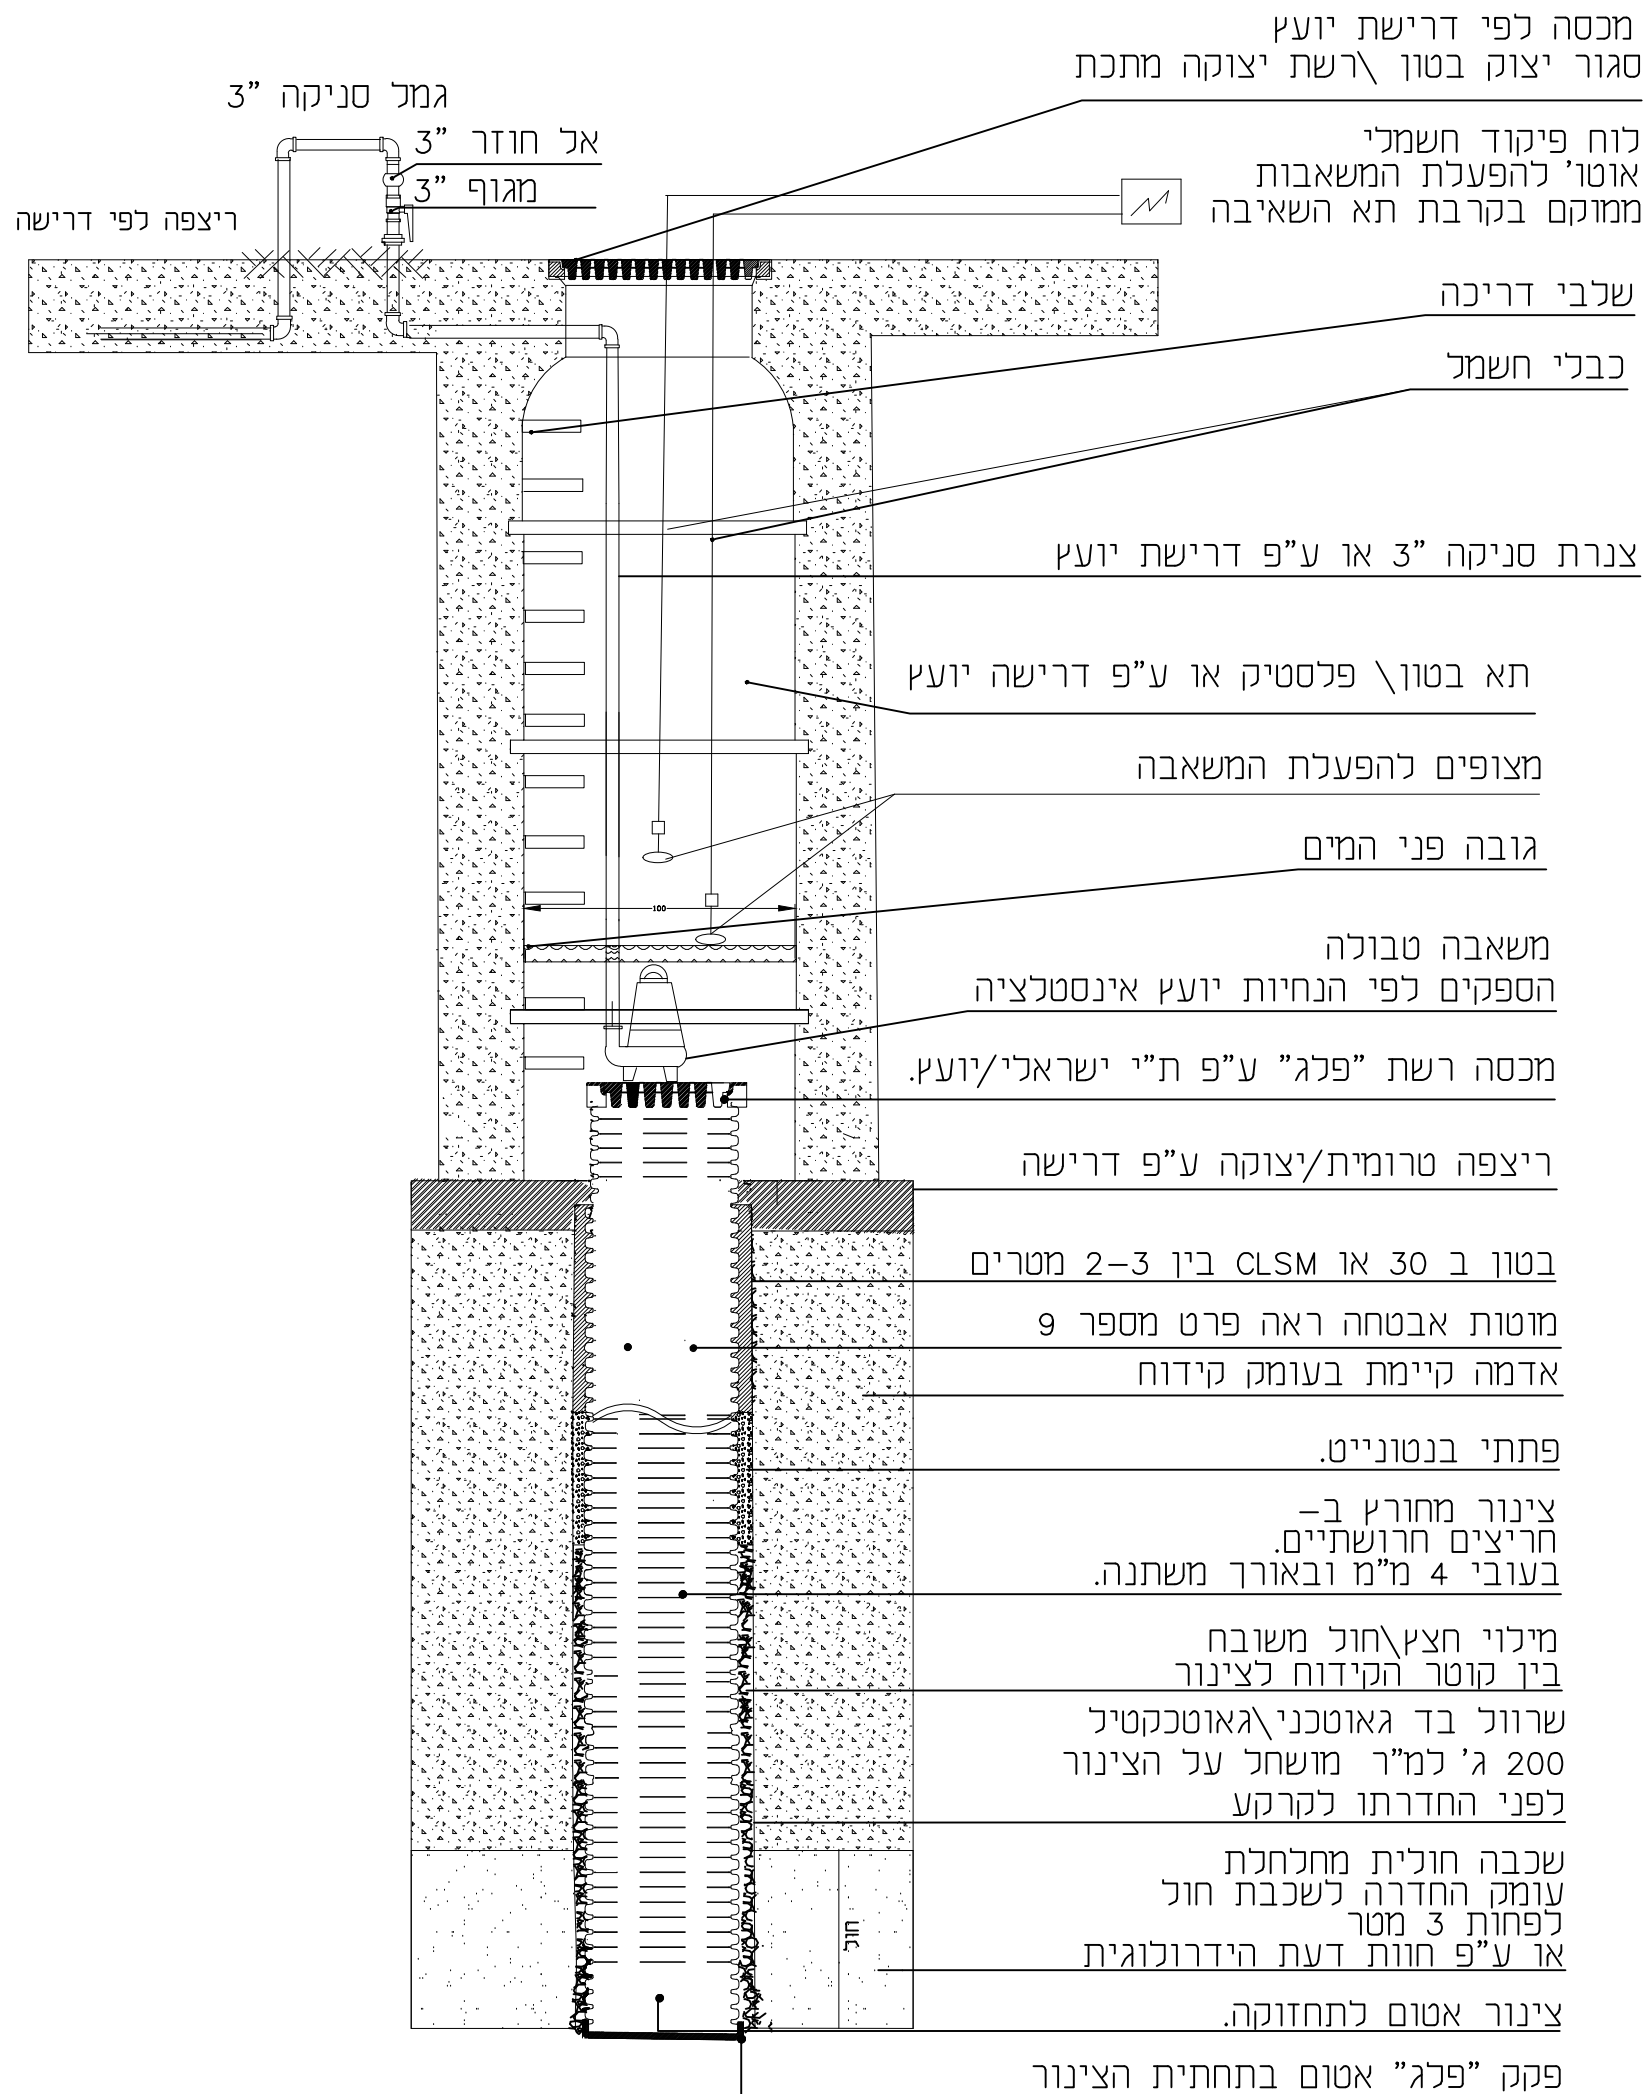 מכסה לפי דרישת יועץ
סגור יצוק בטון \רשת יצוקה מתכת
גמל סניקה "3
אל חוזר "3
מגוף "3
ריצפה לפי דרישה
לוח פיקוד חשמלי
אוטו' להפעלת המשאבות
ממוקם בקרבת תא השאיבה
שלבי דריכה
כבלי חשמל
צנרת סניקה "3 או ע"פ דרישת יועץ
תא בטון\ פלסטיק או ע"פ דרישה יועץ
מצופים להפעלת המשאבה
גובה פני המים
100
משאבה טבולה
הספקים לפי הנחיות יועץ אינסטלציה
מכסה רשת "פלג" ע"פ ת"י ישראלי/יועץ.
ריצפה טרומית/יצוקה ע"פ דרישה
בטון ב 30 או CLSM בין 2-3 מטרים
מוטות אבטחה ראה פרט מספר 9
אדמה קיימת בעומק קידוח
פתתי בנטונייט.
צינור מחורץ ב-
חריצים חרושתיים.
בעובי 4 מ"מ ובאורך משתנה.
מילוי חצץ\חול משובח
בין קוטר הקידוח לצינור
שרוול בד גאוטכני\גאוטכקטיל
200 ג' למ"ר מושחל על הצינור
לפני החדרתו לקרקע
שכבה חולית מחלחלת
עומק החדרה לשכבת חול
לפחות 3 מטר
או ע"פ חוות דעת הידרולוגית
חול
צינור אטום לתחזוקה.
פקק "פלג" אטום בתחתית הצינור